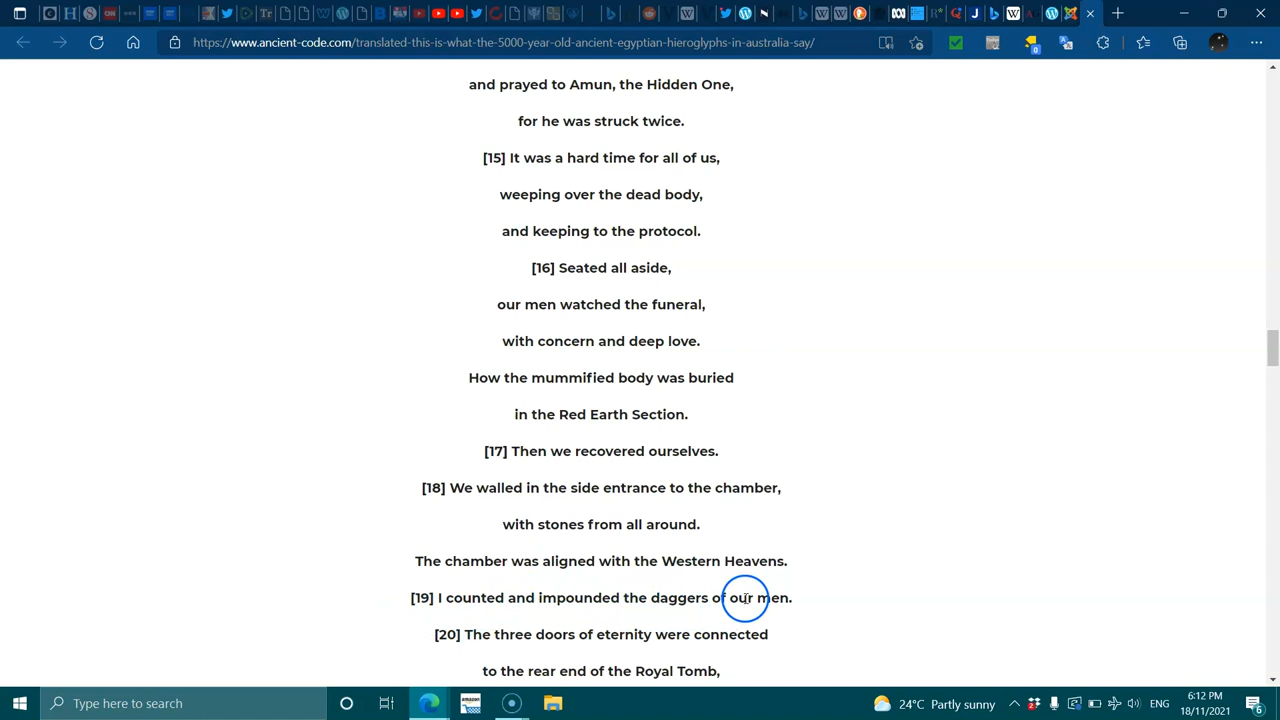 https://www.ancient-code.com/translated-this-is-what-the-5000-year-old-ancient-egyptian-hieroglyphs-in-australia-say/
and prayed to Amun, the Hidden One,
for he was struck twice.
[15] It was a hard time for all of us,
weeping over the dead body,
and keeping to the protocol.
[16] Seated all aside,
our men watched the funeral,
with concern and deep love.
How the mummified body was buried
in the Red Earth Section.
[17] Then we recovered ourselves.
[18] We walled in the side entrance to the chamber,
with stones from all around.
The chamber was aligned with the Western Heavens.
[19] I counted and impounded the daggers of our men.
[20] The three doors of eternity were connected
to the rear end of the Royal Tomb,
Type here to search
24°C Partly sunny
ENG
6:12 PM
18/11/2021